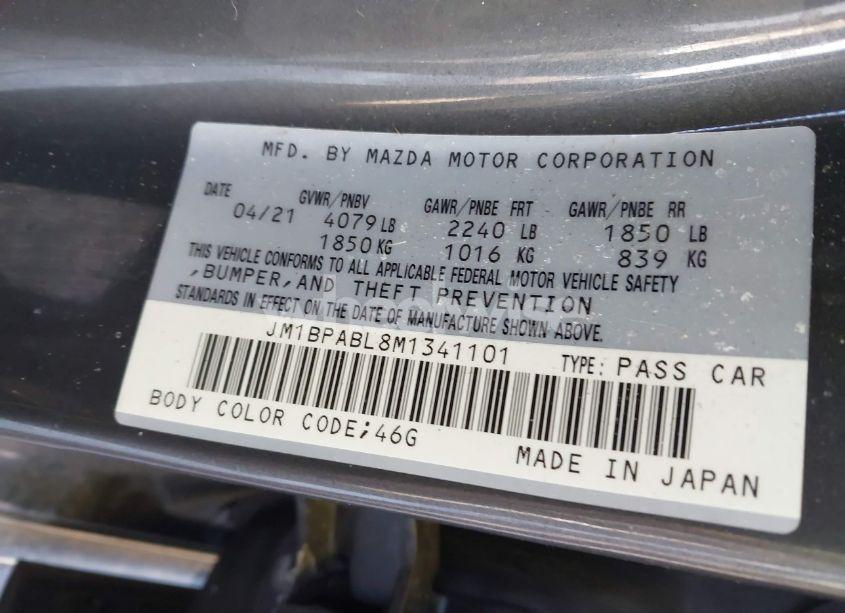 MFD. BY MAZDA MOTOR CORPORATION
DATE GVWR/PNBV GAWR/PNBE FRT GAWR/PNBE RR
04/21 4079 LB 2240 LB 1850 LB
1850 KG 1016 KG 839 KG
THIS VEHICLE CONFORMS TO ALL APPLICABLE FEDERAL MOTOR VEHICLE SAFETY
,BUMPER,AND THEFT PREVENTION
STANDARDS IN EFFECT ON THE DATE OF MANUFACTURE SHOWN ABOVE.
JM1BPABL8M1341101 TYPE: PASS CAR
BODY COLOR CODE;46G
MADE IN JAPAN